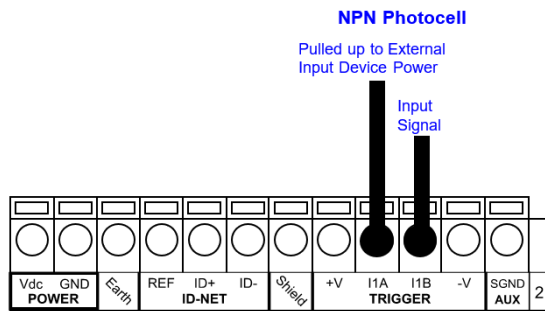 NPN Photocell
Pulled up to External
Input Device Power
Input
Signal
Vdc GND Earth REF ID+ ID- Shield +V I1A I1B -V SGND 2
POWER ID-NET TRIGGER AUX